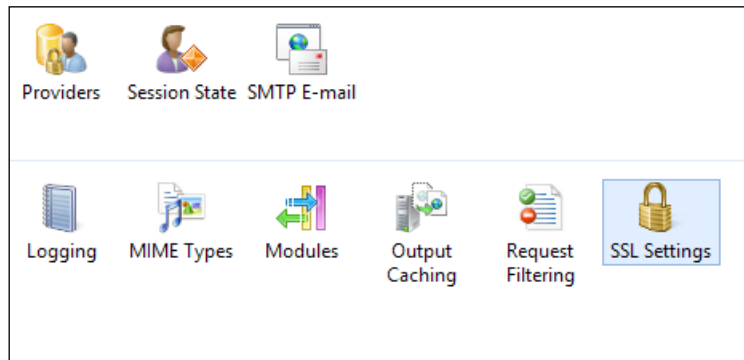 Providers Session State SMTP E-mail
Logging MIME Types Modules Output Caching Request Filtering SSL Settings